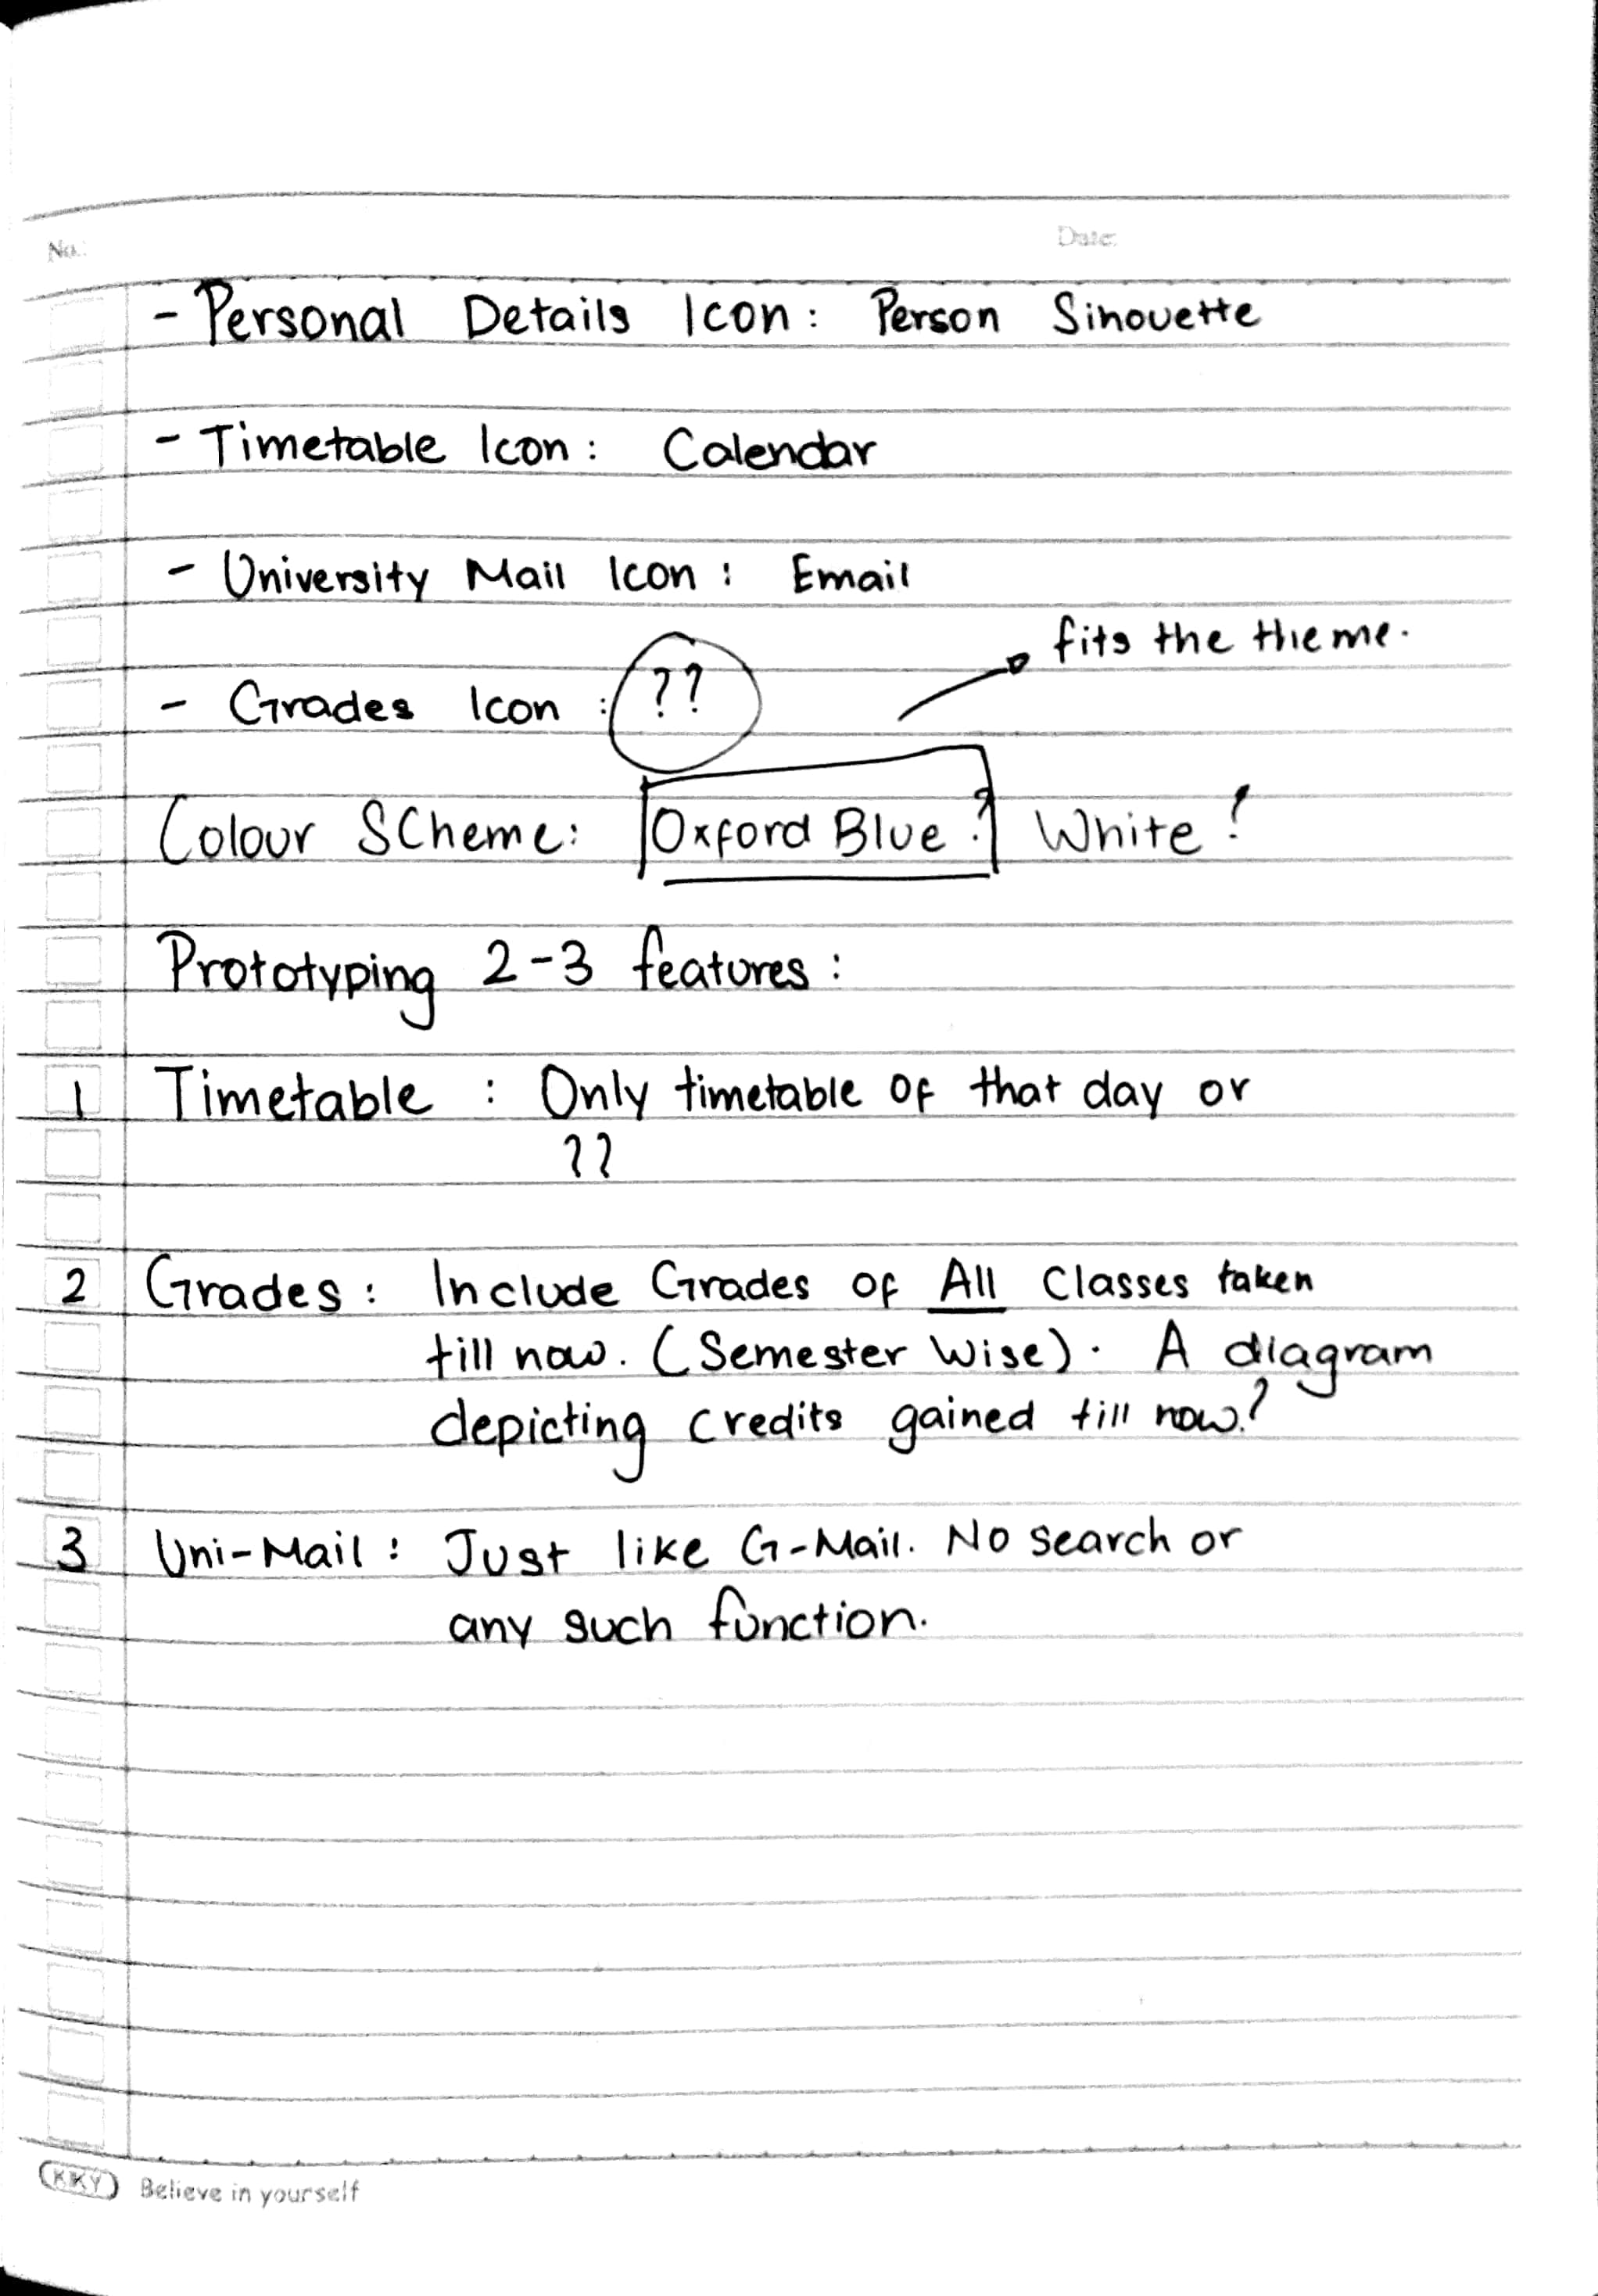 No.:
Date:
- Personal Details Icon: Person Sinouette
- Timetable Icon: Calendar
- University Mail Icon: Email
fits the theme.
- Grades Icon : ??
Colour Scheme: Oxford Blue? White?
Prototyping 2-3 features:
1 Timetable : Only timetable of that day or
??
2 Grades: Include Grades of All Classes taken
till now. (Semester Wise). A diagram
depicting credits gained till now?
3 Uni-Mail: Just like G-Mail. No search or
any such function.
KKY Believe in yourself